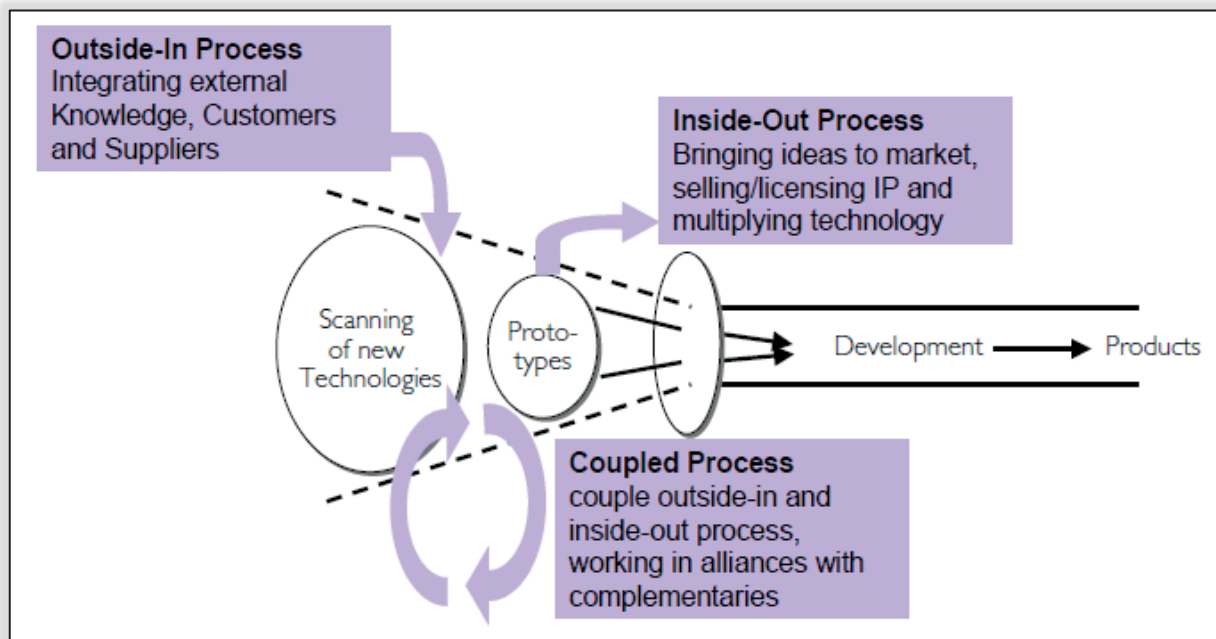 Outside-In Process
Integrating external
Knowledge, Customers
and Suppliers
Inside-Out Process
Bringing ideas to market,
selling/licensing IP and
multiplying technology
Scanning
of new
Technologies
Proto-
types
Development
Products
Coupled Process
couple outside-in and
inside-out process,
working in alliances with
complementaries